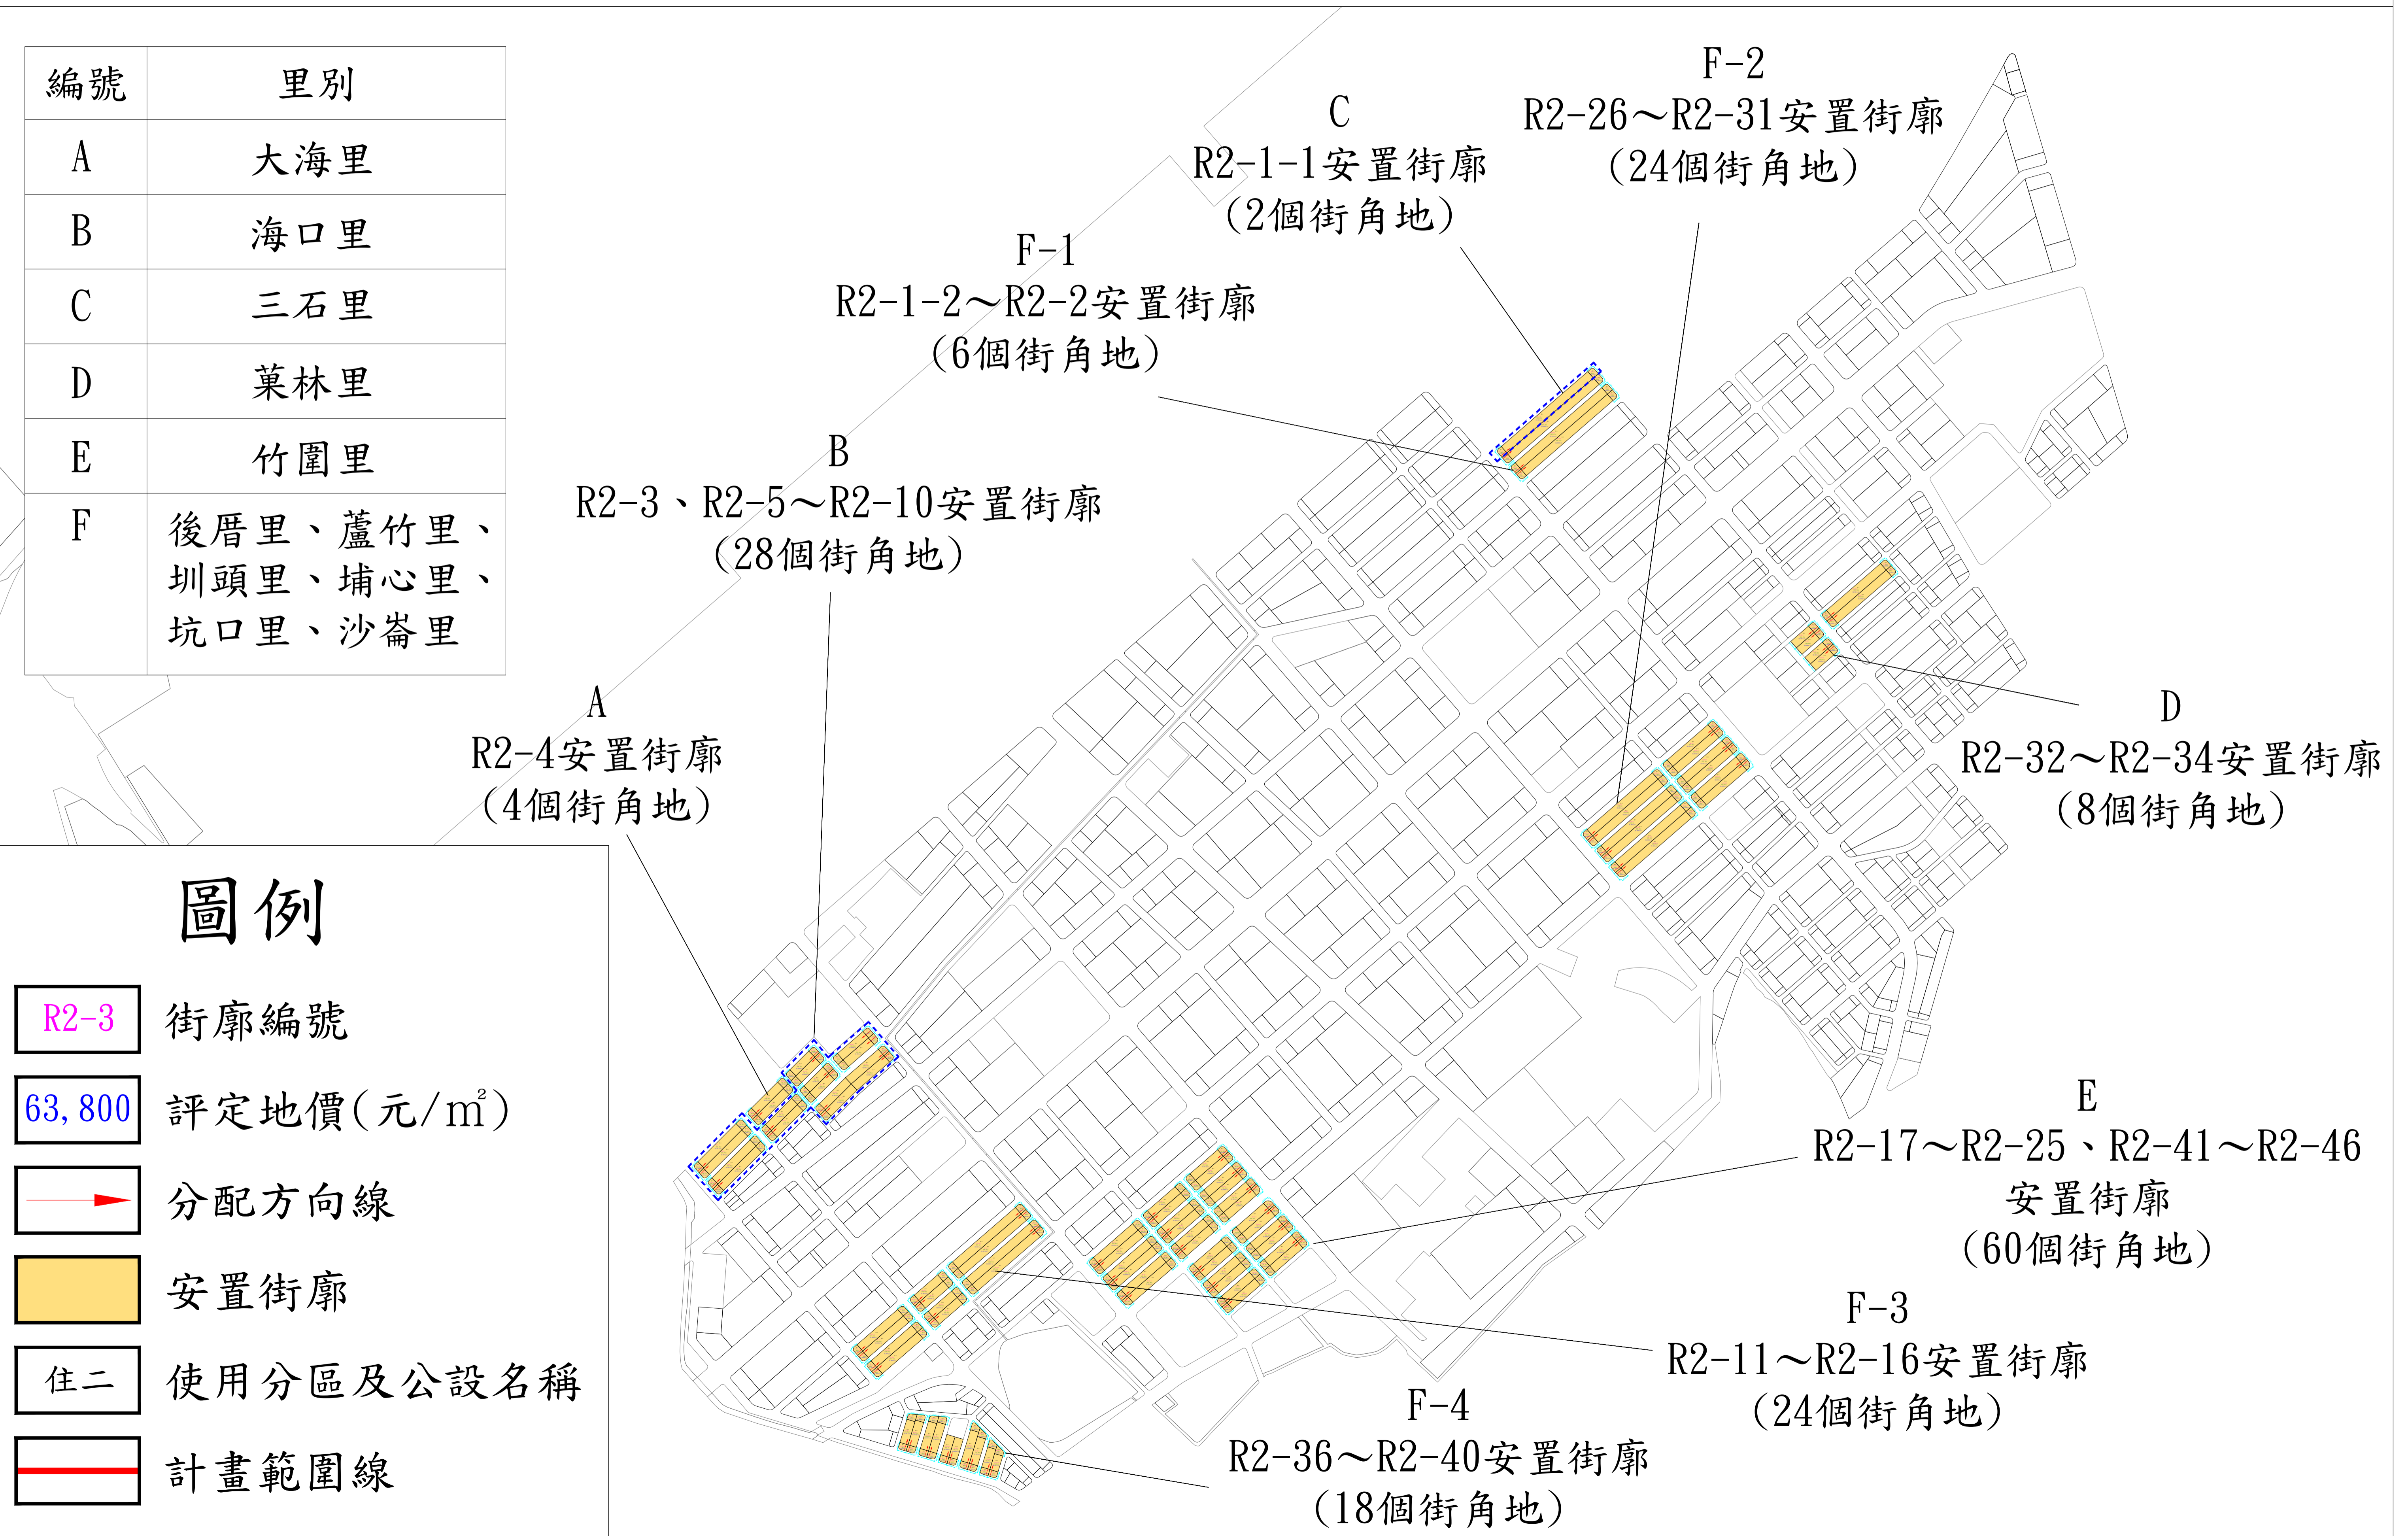 編號 里別
A 大海里
B 海口里
C 三石里
D 菓林里
E 竹圍里
F 後厝里、蘆竹里、
圳頭里、埔心里、
坑口里、沙崙里
F-2
R2-26～R2-31安置街廓
(24個街角地)
C
R2-1-1安置街廓
(2個街角地)
F-1
R2-1-2～R2-2安置街廓
(6個街角地)
B
R2-3、R2-5～R2-10安置街廓
(28個街角地)
A
R2-4安置街廓
(4個街角地)
D
R2-32～R2-34安置街廓
(8個街角地)
E
R2-17～R2-25、R2-41～R2-46
安置街廓
(60個街角地)
F-3
R2-11～R2-16安置街廓
(24個街角地)
F-4
R2-36～R2-40安置街廓
(18個街角地)
圖例
R2-3 街廓編號
63,800 評定地價(元/㎡)
分配方向線
安置街廓
住二 使用分區及公設名稱
計畫範圍線